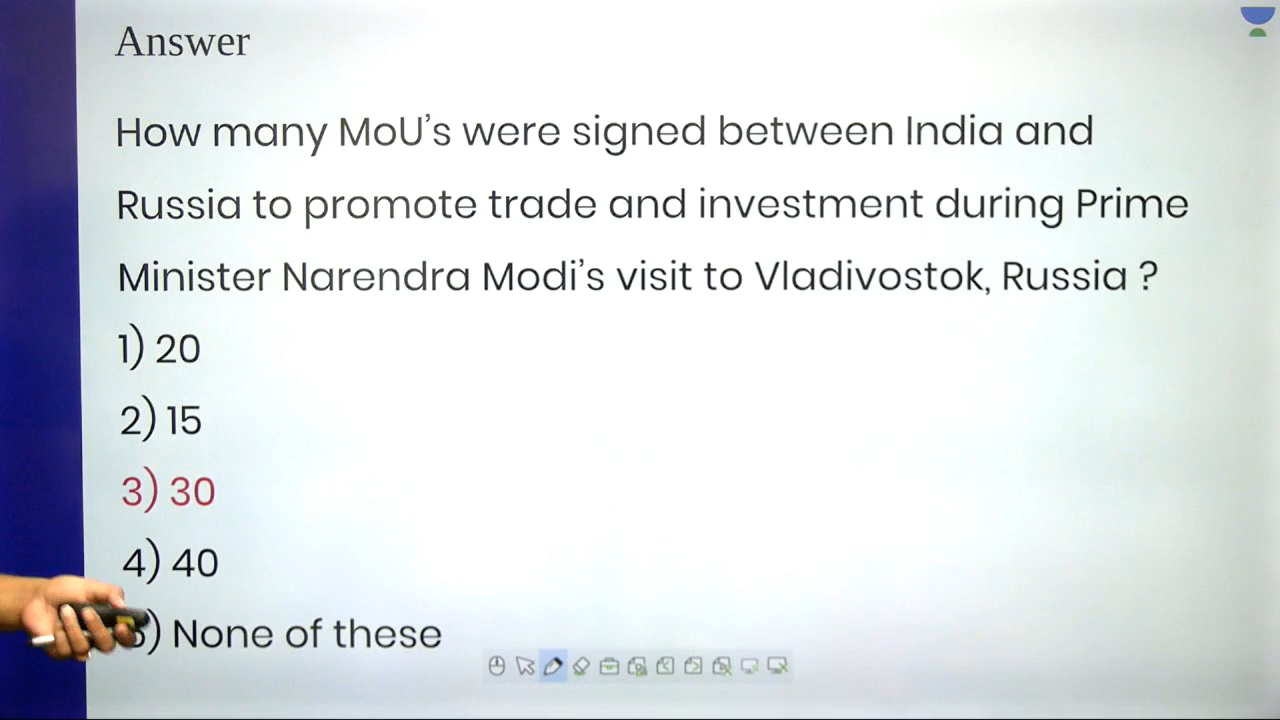 Answer
How many MoU’s were signed between India and
Russia to promote trade and investment during Prime
Minister Narendra Modi’s visit to Vladivostok, Russia ?
1) 20
2) 15
3) 30
4) 40
5) None of these